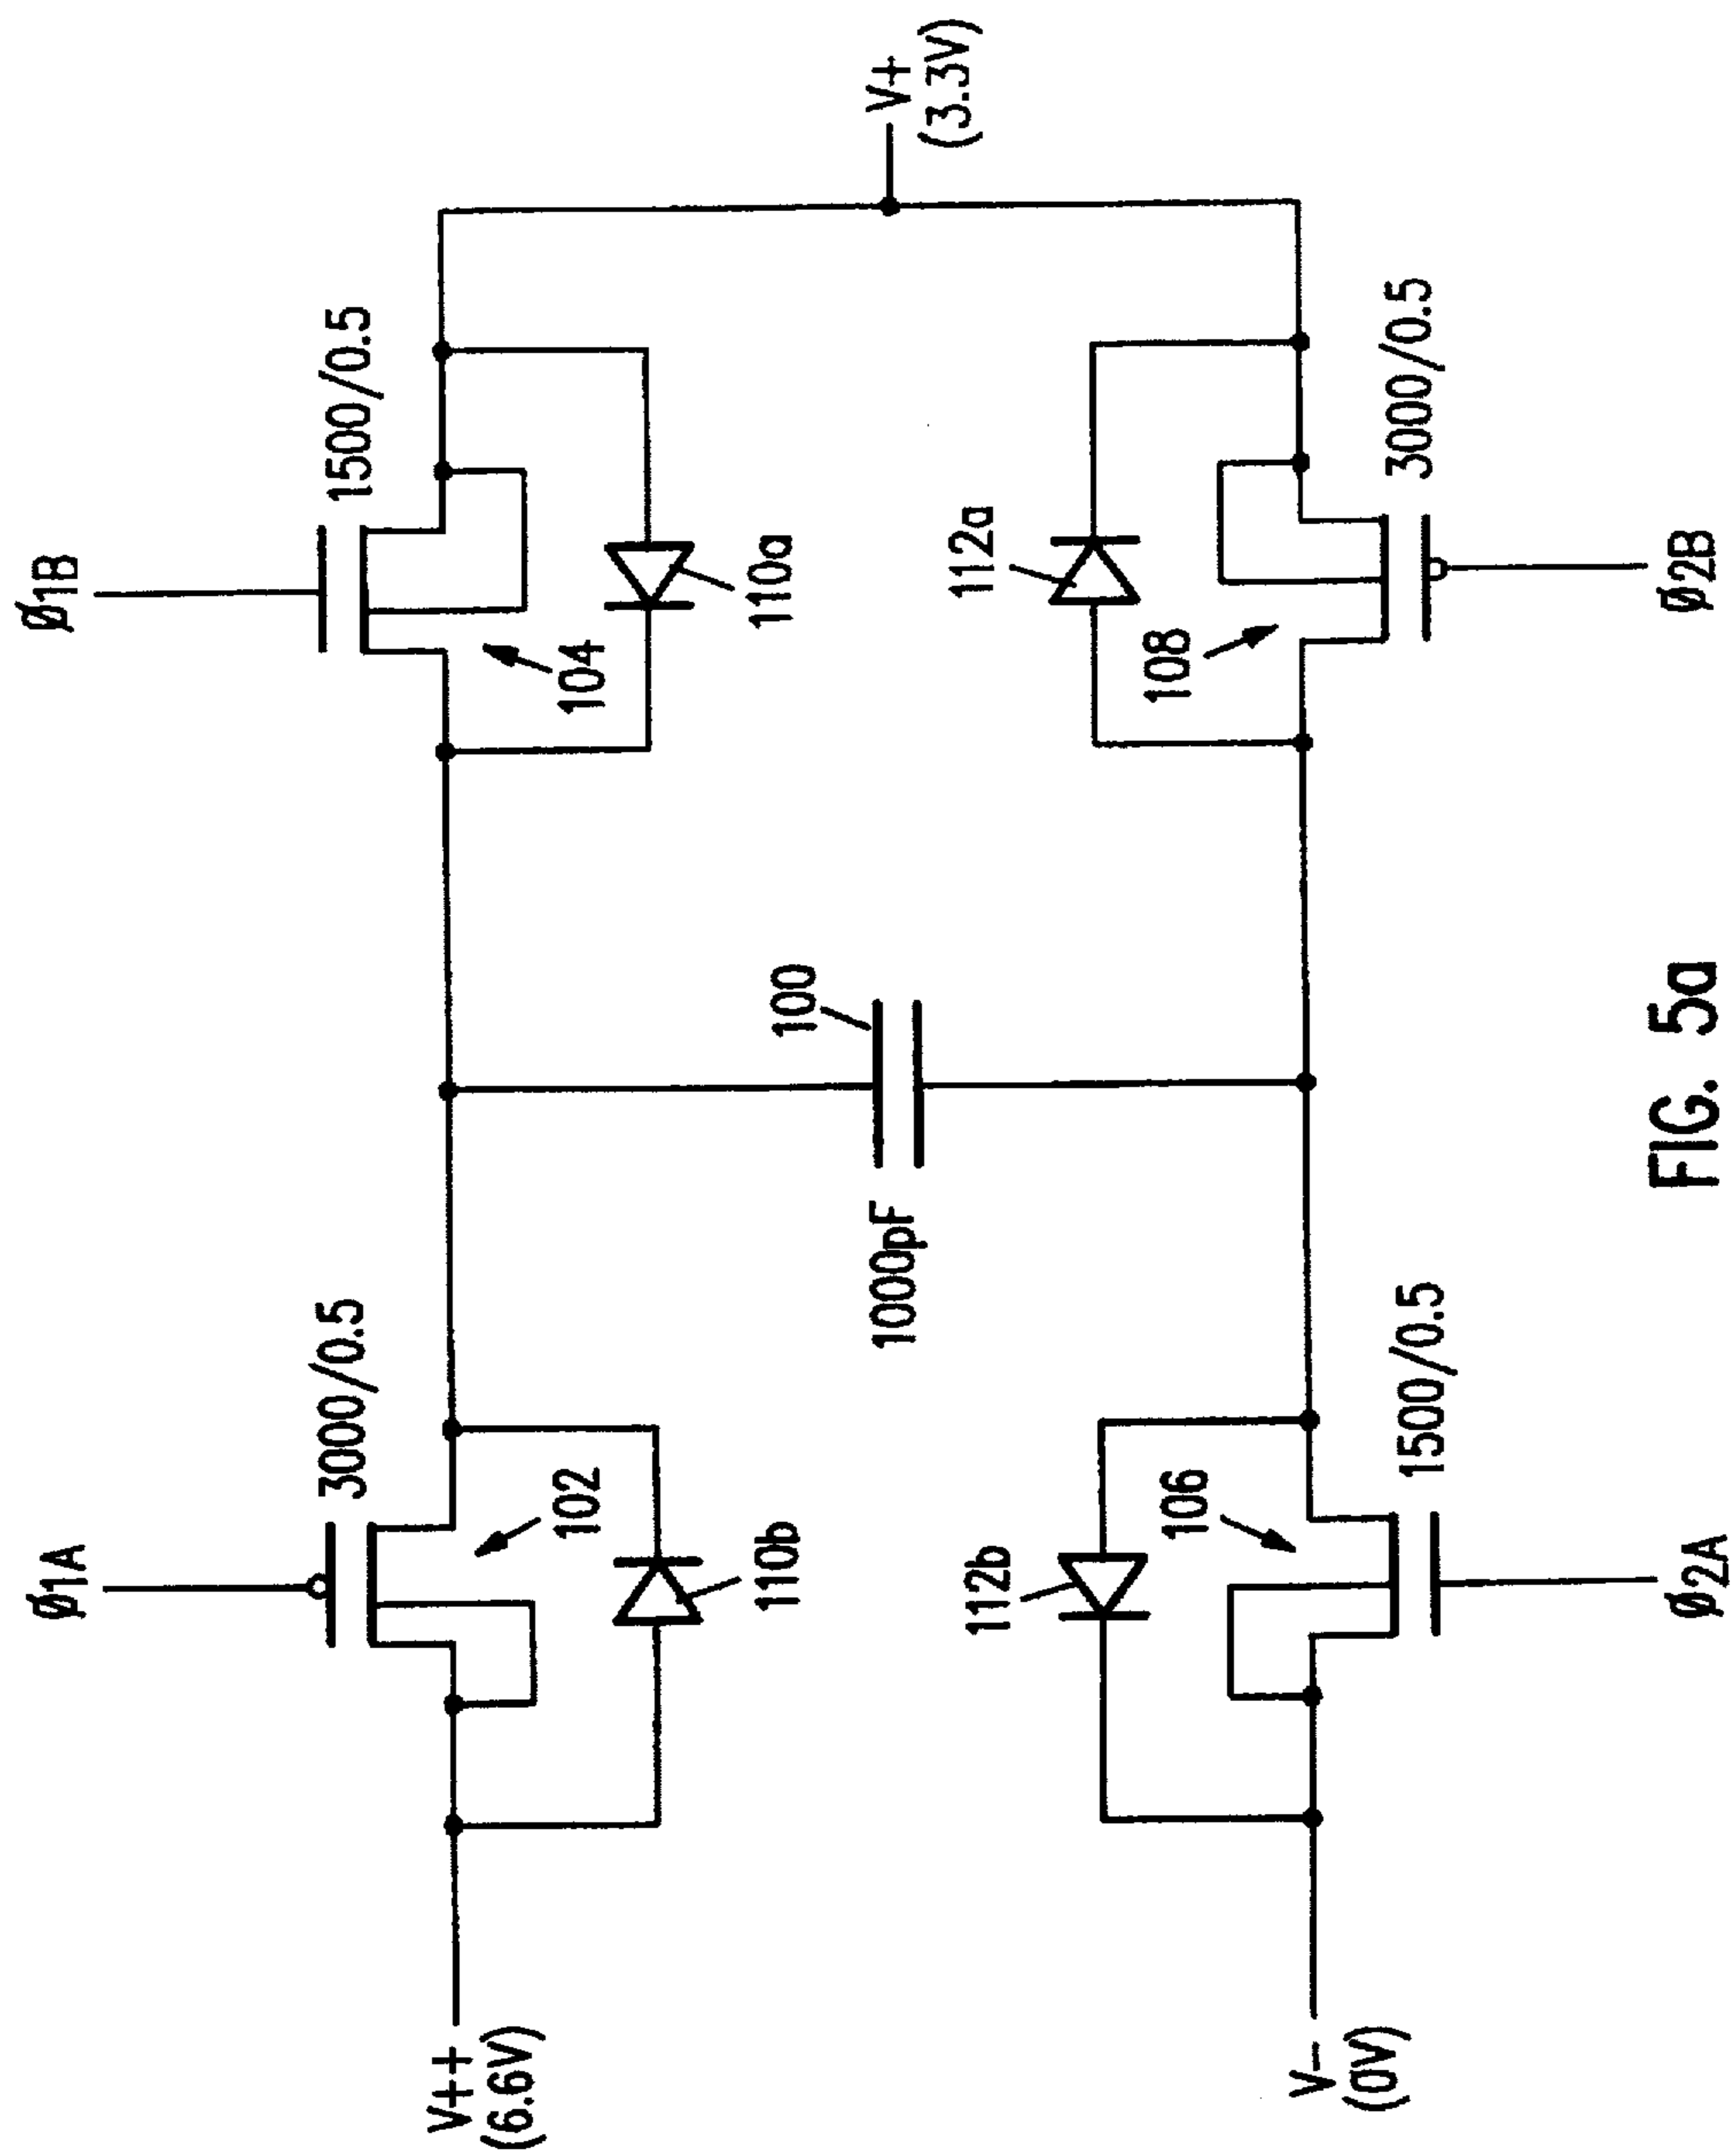 Ø1A
Ø1B
3000/0.5
1500/0.5
102
104
V++
(6.6V)
110b
110a
100
1000pF
V+
(3.3V)
112b
112a
106
108
V-
(0V)
1500/0.5
3000/0.5
Ø2A
Ø2B
FIG. 5a